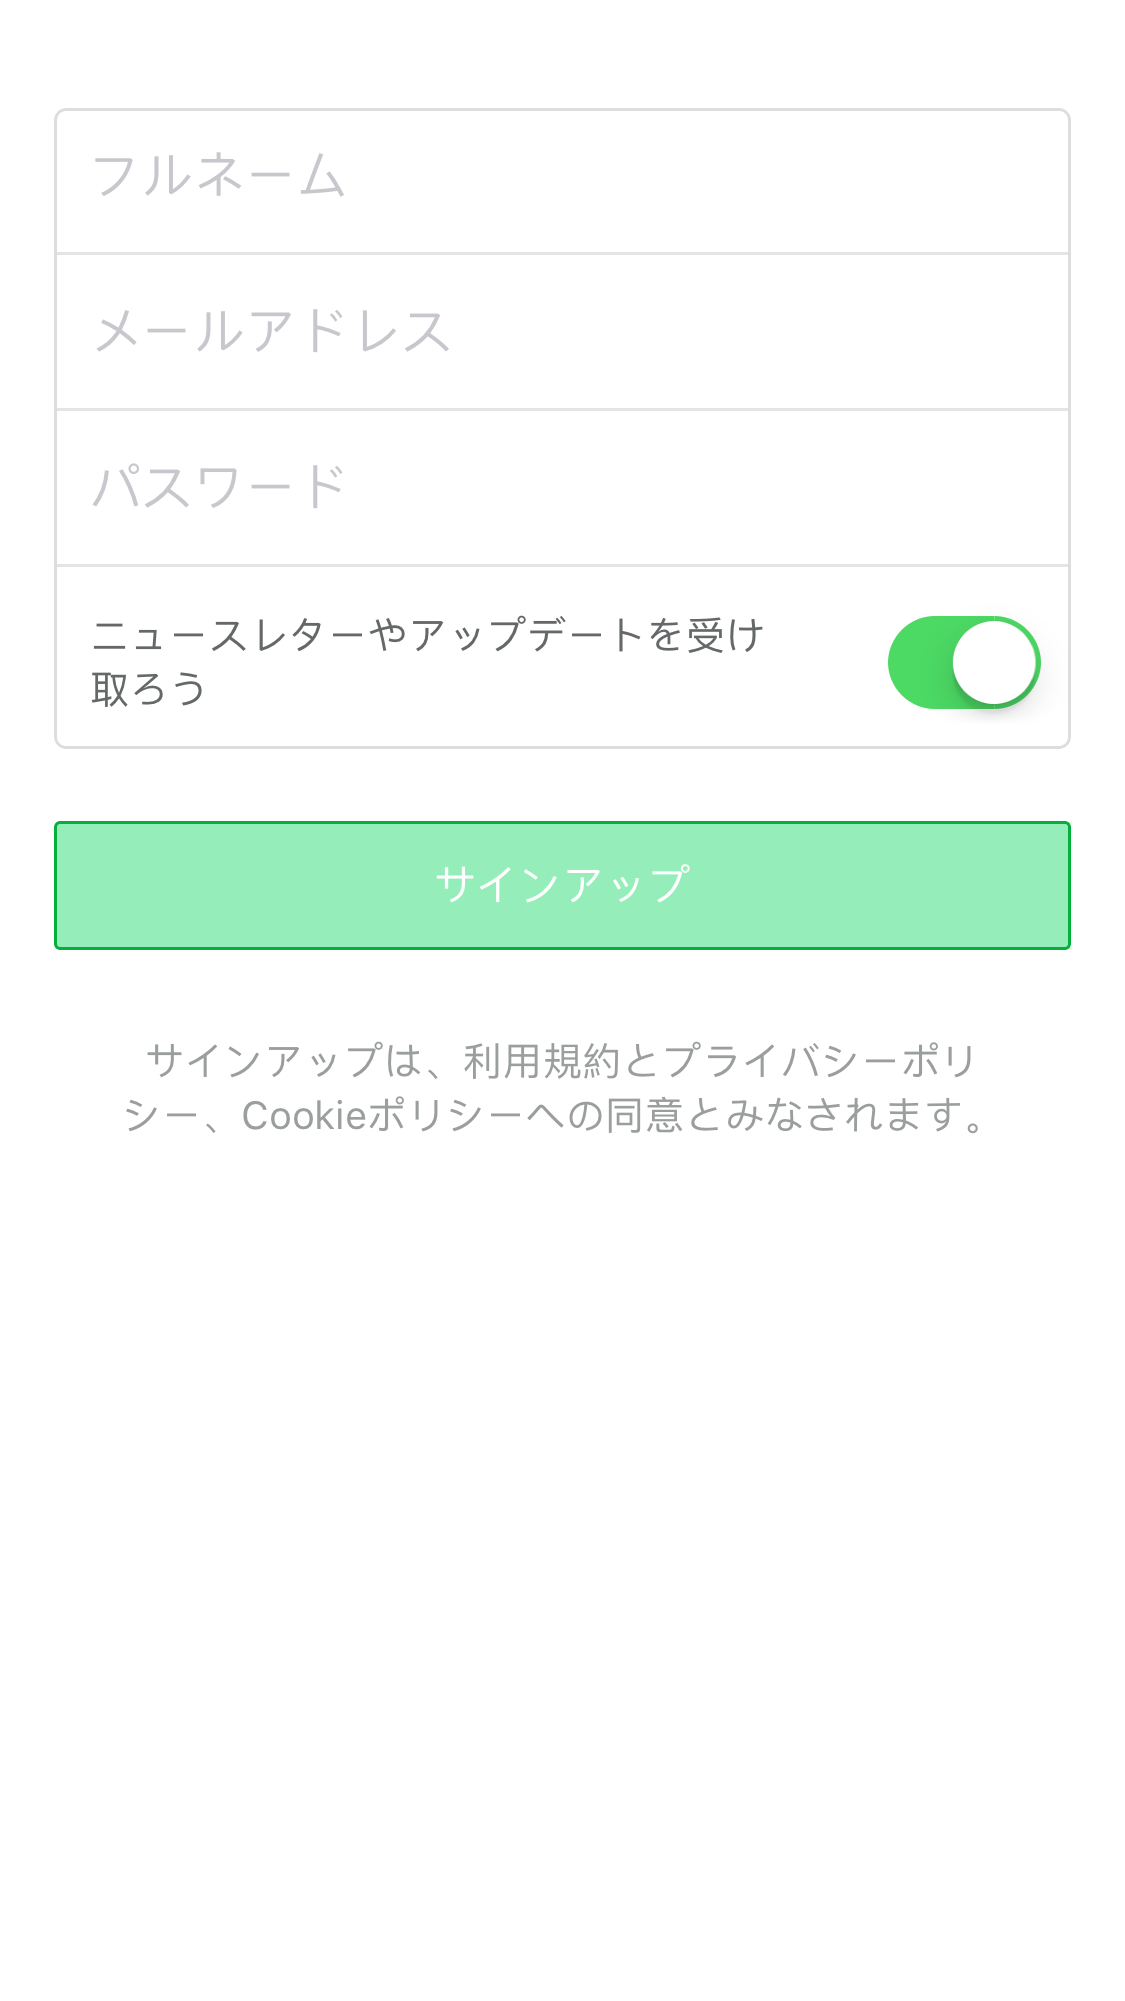 フルネーム
メールアドレス
パスワード
ニュースレターやアップデートを受け
取ろう
サインアップ
サインアップは、利用規約とプライバシーポリ
シー、Cookieポリシーへの同意とみなされます。